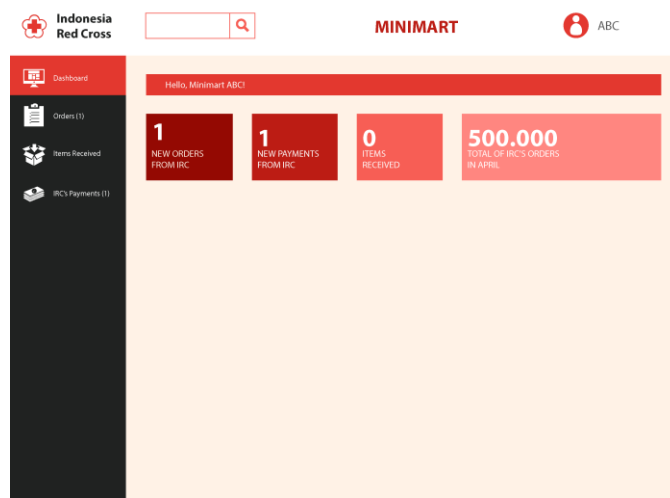 Indonesia
Red Cross
MINIMART
ABC
Dashboard
Orders (1)
Items Received
IRC's Payments (1)
Hello, Minimart ABC!
1
NEW ORDERS
FROM IRC
1
NEW PAYMENTS
FROM IRC
0
ITEMS
RECEIVED
500.000
TOTAL OF IRC'S ORDERS
IN APRIL